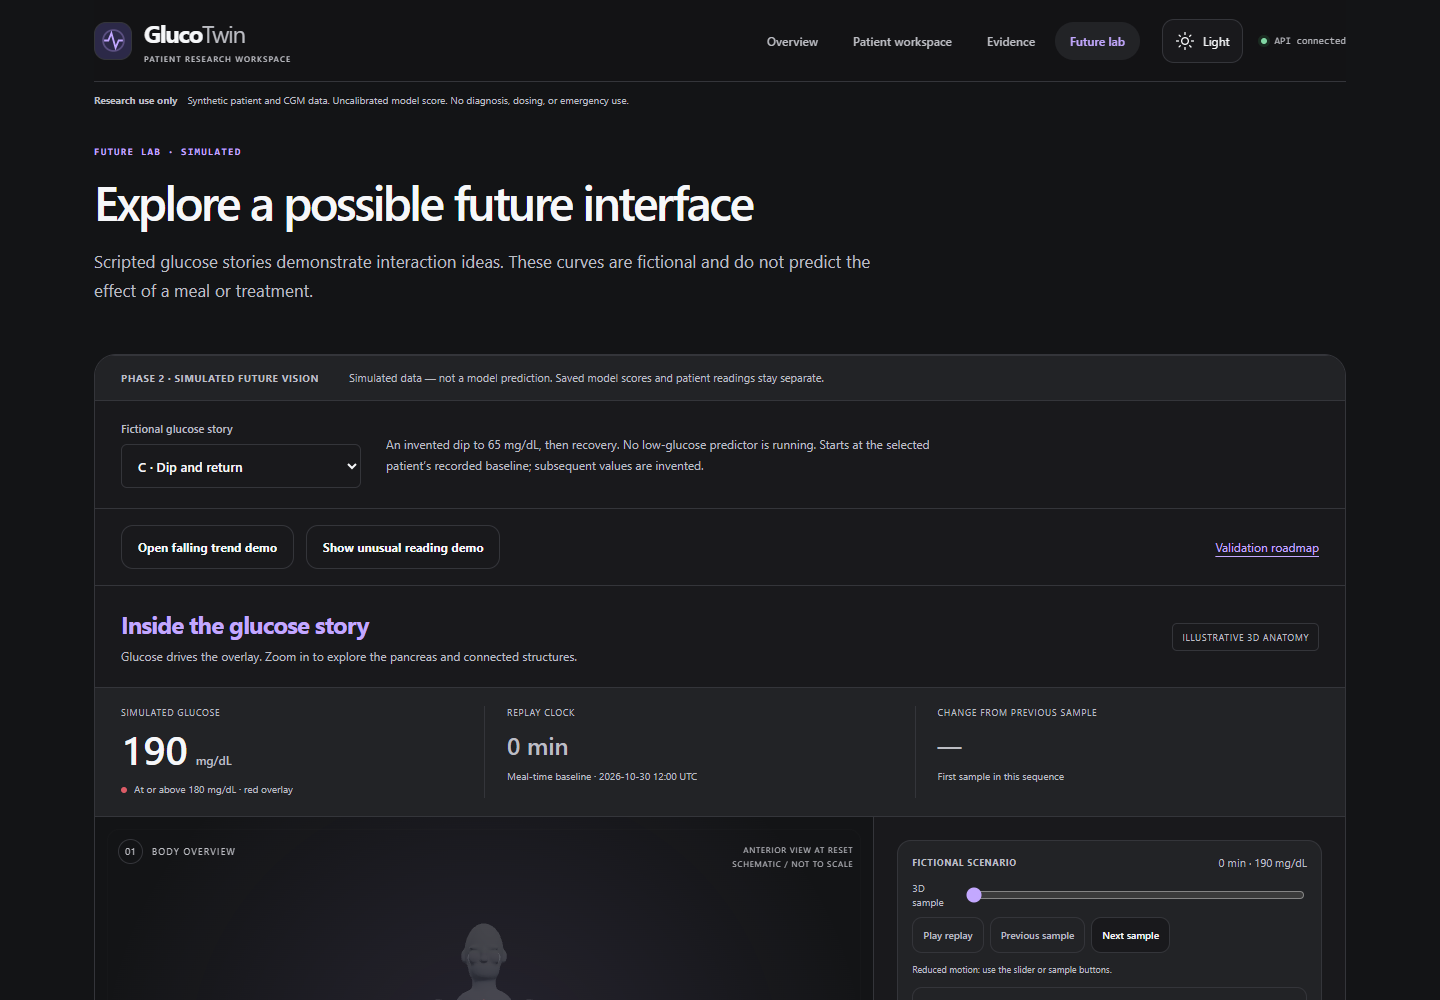 GlucoTwin
PATIENT RESEARCH WORKSPACE
Overview
Patient workspace
Evidence
Future lab
Light
API connected
Research use only Synthetic patient and CGM data. Uncalibrated model score. No diagnosis, dosing, or emergency use.
FUTURE LAB · SIMULATED
Explore a possible future interface
Scripted glucose stories demonstrate interaction ideas. These curves are fictional and do not predict the
effect of a meal or treatment.
PHASE 2 · SIMULATED FUTURE VISION
Simulated data — not a model prediction. Saved model scores and patient readings stay separate.
Fictional glucose story
C · Dip and return
An invented dip to 65 mg/dL, then recovery. No low-glucose predictor is running. Starts at the selected
patient's recorded baseline; subsequent values are invented.
Open falling trend demo
Show unusual reading demo
Validation roadmap
Inside the glucose story
Glucose drives the overlay. Zoom in to explore the pancreas and connected structures.
ILLUSTRATIVE 3D ANATOMY
SIMULATED GLUCOSE
190 mg/dL
At or above 180 mg/dL · red overlay
REPLAY CLOCK
0 min
Meal-time baseline · 2026-10-30 12:00 UTC
CHANGE FROM PREVIOUS SAMPLE
—
First sample in this sequence
01 BODY OVERVIEW
ANTERIOR VIEW AT RESET
SCHEMATIC / NOT TO SCALE
FICTIONAL SCENARIO
0 min · 190 mg/dL
3D
sample
Play replay
Previous sample
Next sample
Reduced motion: use the slider or sample buttons.